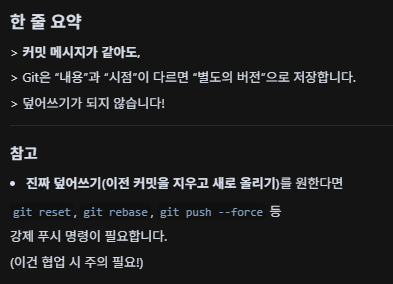 한 줄 요약
> 커밋 메시지가 같아도,
> Git은 “내용”과 “시점”이 다르면 “별도의 버전”으로 저장합니다.
> 덮어쓰기가 되지 않습니다!
참고
• 진짜 덮어쓰기(이전 커밋을 지우고 새로 올리기)를 원한다면
git reset, git rebase, git push --force 등
강제 푸시 명령이 필요합니다.
(이건 협업 시 주의 필요!)